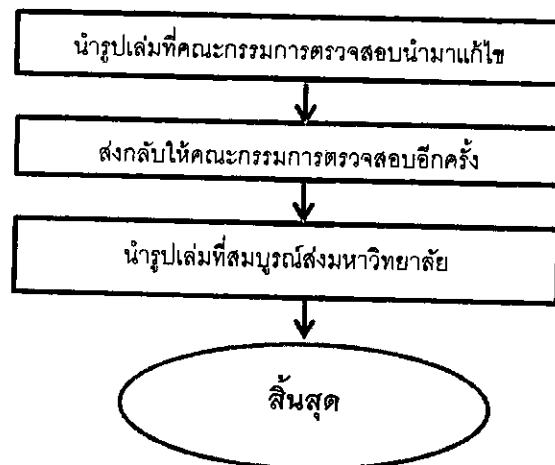 นำรูปเล่มที่คณะกรรมการตรวจสอบนำมาแก้ไข
ส่งกลับให้คณะกรรมการตรวจสอบอีกครั้ง
นำรูปเล่มที่สมบูรณ์ส่งมหาวิทยาลัย
สิ้นสุด